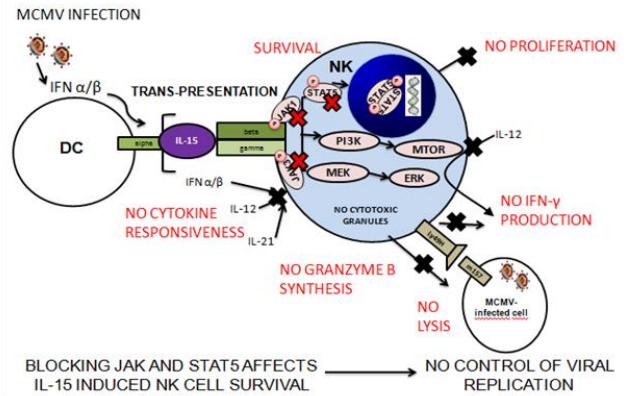 MCMV INFECTION
IFN α/β
TRANS-PRESENTATION
DC
alpha
IL-15
beta
gamma
SURVIVAL
NK
P
STAT5
P
JAK1
P
P
STAT5
STAT5
NO PROLIFERATION
PI3K
MTOR
IL-12
P
JAK3
MEK
ERK
IFN α/β
IL-12
IL-21
NO CYTOKINE
RESPONSIVENESS
NO CYTOTOXIC
GRANULES
NO IFN-γ
PRODUCTION
Ly49H
m157
NO GRANZYME B
SYNTHESIS
NO
LYSIS
MCMV-
infected cell
BLOCKING JAK AND STAT5 AFFECTS
IL-15 INDUCED NK CELL SURVIVAL
NO CONTROL OF VIRAL
REPLICATION